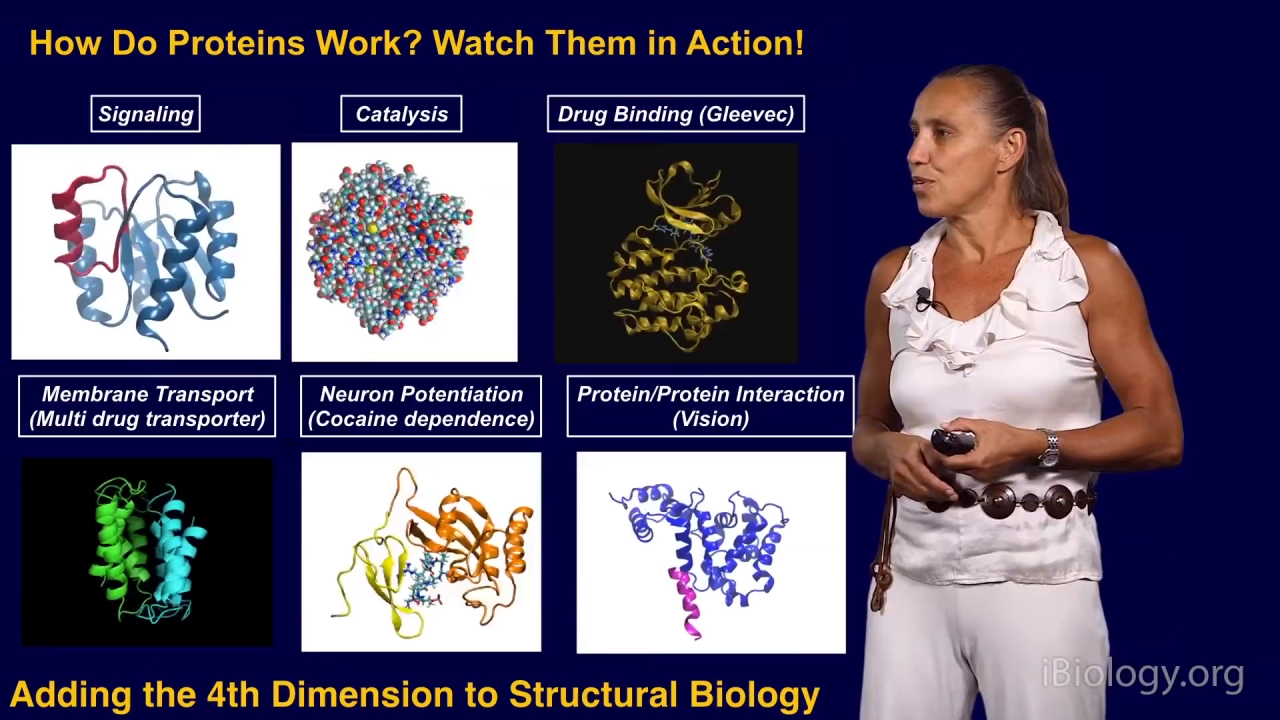 How Do Proteins Work? Watch Them in Action!
Signaling
Catalysis
Drug Binding (Gleevec)
Membrane Transport
(Multi drug transporter)
Neuron Potentiation
(Cocaine dependence)
Protein/Protein Interaction
(Vision)
Adding the 4th Dimension to Structural Biology
iBiology.org